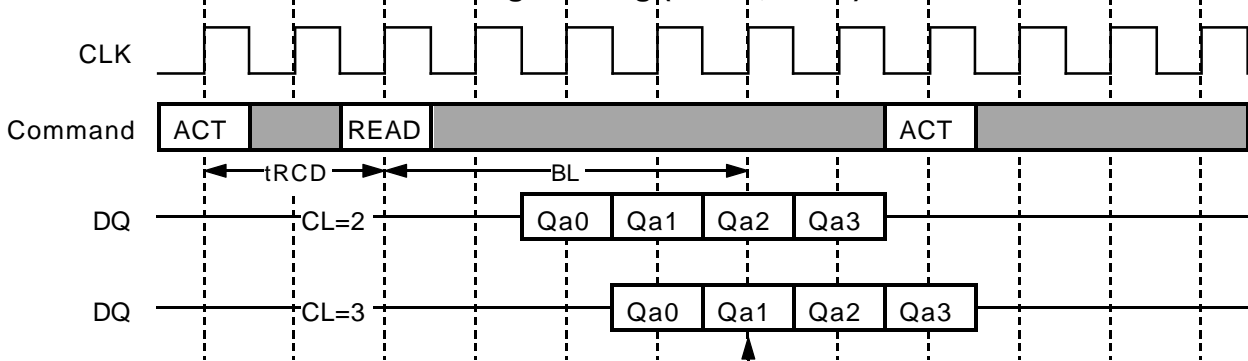 CLK
Command ACT READ ACT
tRCD BL
DQ CL=2 Qa0 Qa1 Qa2 Qa3
DQ CL=3 Qa0 Qa1 Qa2 Qa3